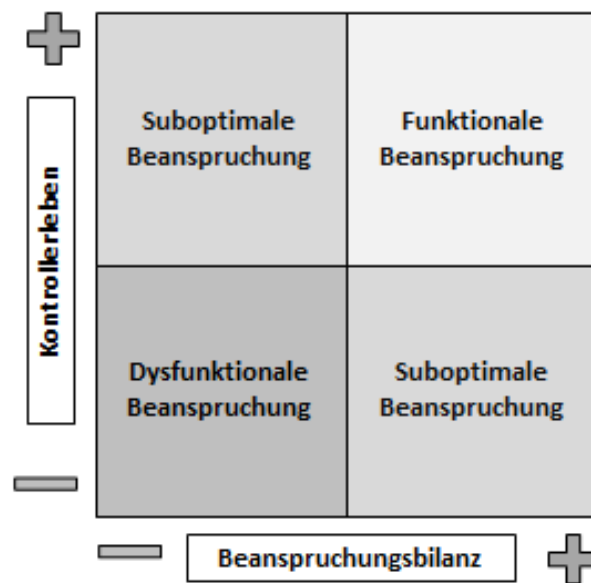 Suboptimale
Beanspruchung
Funktionale
Beanspruchung
Kontrollerleben
Dysfunktionale
Beanspruchung
Suboptimale
Beanspruchung
Beanspruchungsbilanz